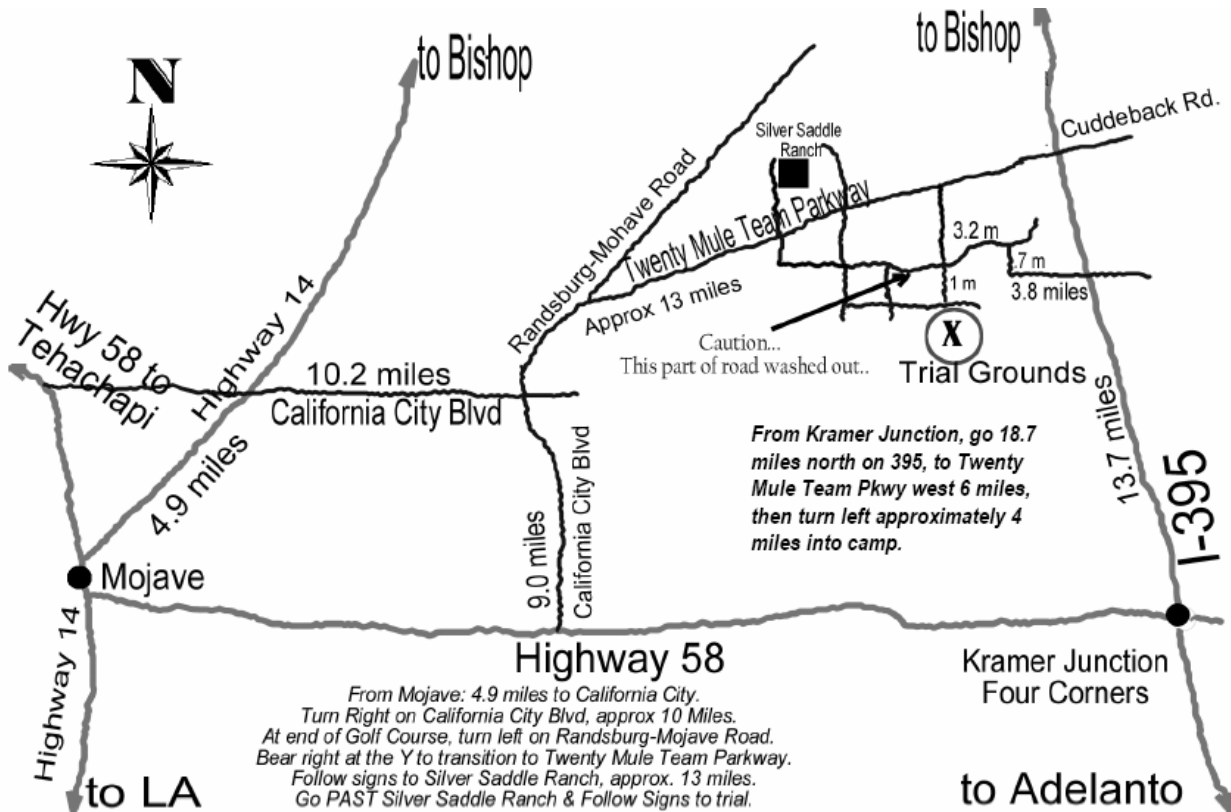 N
to Bishop
to Bishop
Cuddeback Rd.
Silver Saddle
Ranch
Randsburg-Mohave Road
Twenty Mule Team Parkway
3.2 m
.7 m
1 m
3.8 miles
Approx 13 miles
Highway 14
Hwy 58 to
Tehachapi
10.2 miles
California City Blvd
Caution...
This part of road washed out..
X
Trial Grounds
4.9 miles
13.7 miles
I-395
From Kramer Junction, go 18.7
miles north on 395, to Twenty
Mule Team Pkwy west 6 miles,
then turn left approximately 4
miles into camp.
9.0 miles
California City Blvd
Mojave
Highway 14
Highway 58
Kramer Junction
Four Corners
From Mojave: 4.9 miles to California City.
Turn Right on California City Blvd, approx 10 Miles.
At end of Golf Course, turn left on Randsburg-Mojave Road.
Bear right at the Y to transition to Twenty Mule Team Parkway.
Follow signs to Silver Saddle Ranch, approx. 13 miles.
Go PAST Silver Saddle Ranch & Follow Signs to trial.
to LA
to Adelanto